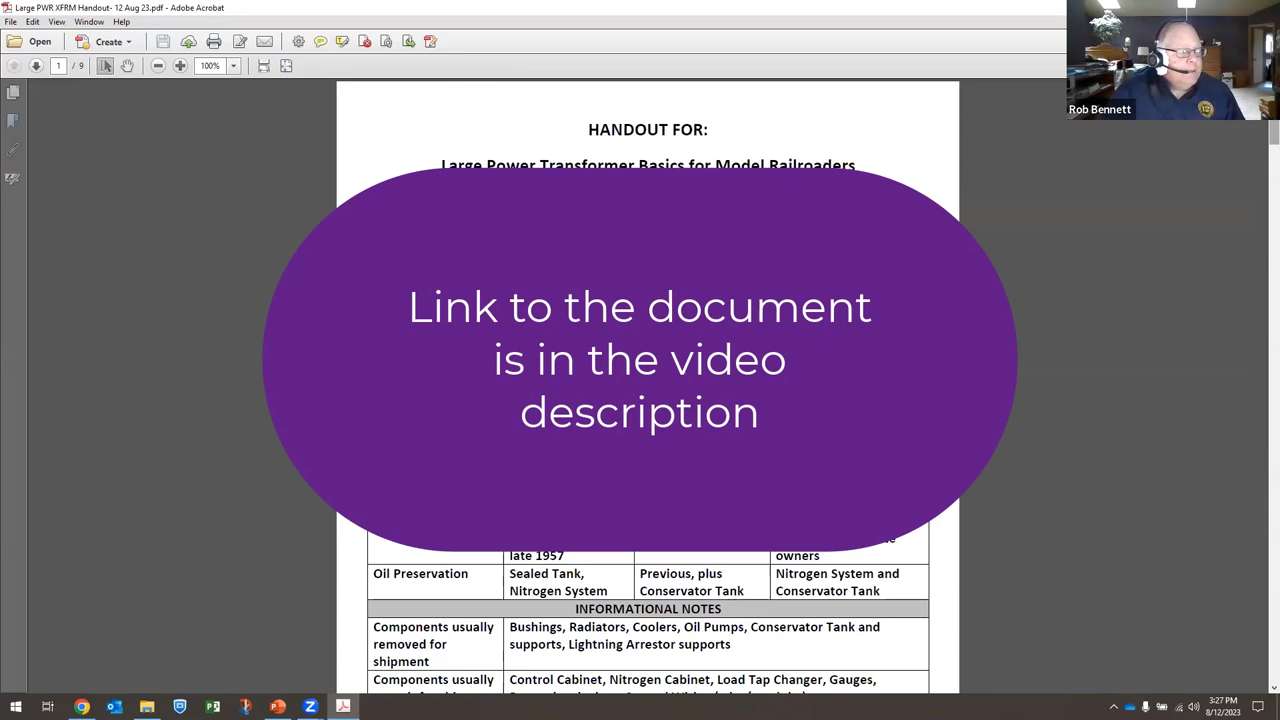 Large PWR XFRM Handout- 12 Aug 23.pdf - Adobe Acrobat
File Edit View Window Help
Open Create
1 / 9 100%
Rob Bennett
HANDOUT FOR:
Large Power Transformer Basics for Model Railroaders
Link to the document
is in the video
description
late 1957 owners
Oil Preservation Sealed Tank, Previous, plus Nitrogen System and
Nitrogen System Conservator Tank Conservator Tank
INFORMATIONAL NOTES
Components usually Bushings, Radiators, Coolers, Oil Pumps, Conservator Tank and
removed for supports, Lightning Arrestor supports
shipment
Components usually Control Cabinet, Nitrogen Cabinet, Load Tap Changer, Gauges,
3:27 PM
8/12/2023